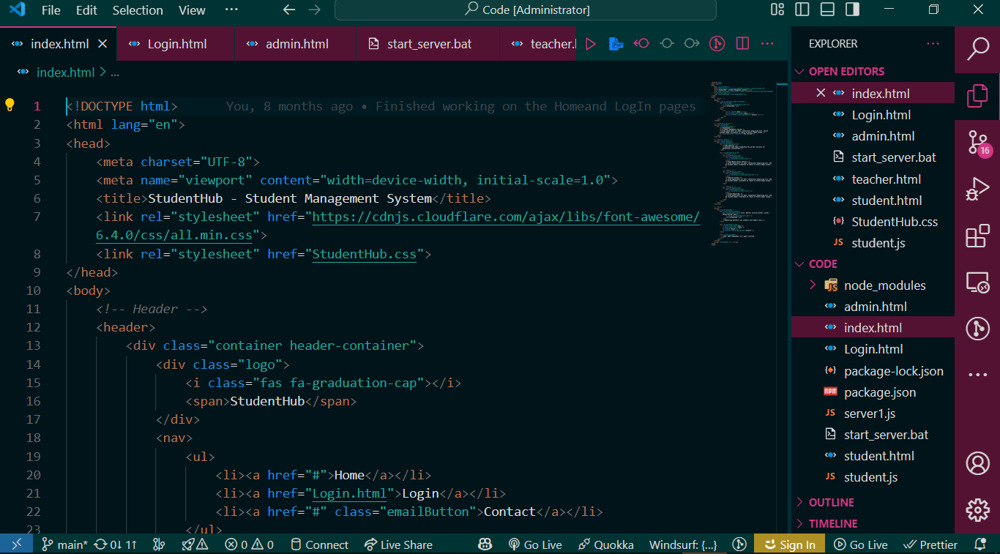 File Edit Selection View ··· Code [Administrator]
index.html Login.html admin.html start_server.bat teacher.l
index.html > ...
1 <!DOCTYPE html> You, 8 months ago • Finished working on the Homeand LogIn pages
2 <html lang="en">
3 <head>
4 <meta charset="UTF-8">
5 <meta name="viewport" content="width=device-width, initial-scale=1.0">
6 <title>StudentHub - Student Management System</title>
7 <link rel="stylesheet" href="https://cdnjs.cloudflare.com/ajax/libs/font-awesome/
6.4.0/css/all.min.css">
8 <link rel="stylesheet" href="StudentHub.css">
9 </head>
10 <body>
11 <!-- Header -->
12 <header>
13 <div class="container header-container">
14 <div class="logo">
15 <i class="fas fa-graduation-cap"></i>
16 <span>StudentHub</span>
17 </div>
18 <nav>
19 <ul>
20 <li><a href="#">Home</a></li>
21 <li><a href="Login.html">Login</a></li>
22 <li><a href="#" class="emailButton">Contact</a></li>
23 </ul>
EXPLORER
OPEN EDITORS
index.html
Login.html
admin.html
start_server.bat
teacher.html
student.html
StudentHub.css
JS student.js
CODE
node_modules
admin.html
index.html
Login.html
package-lock.json
package.json
JS server1.js
start_server.bat
student.html
JS student.js
OUTLINE
TIMELINE
16
main* 0↓ 1↑ 0 0 Connect Live Share Go Live Quokka Windsurf: {...} Sign In Go Live Prettier